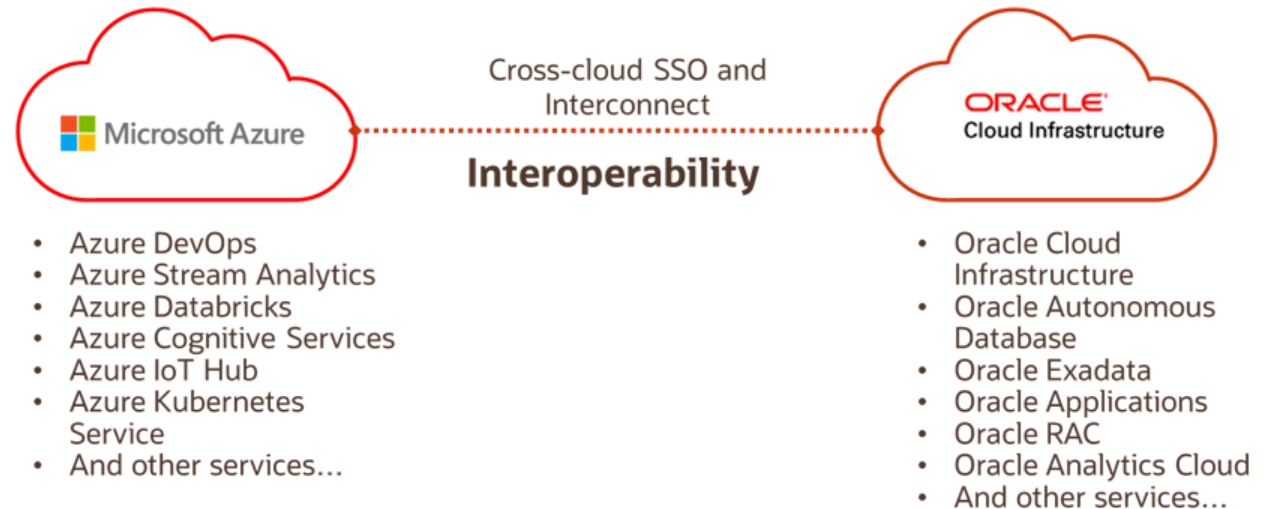 Microsoft Azure
Cross-cloud SSO and
Interconnect
Interoperability
ORACLE
Cloud Infrastructure
• Azure DevOps
• Azure Stream Analytics
• Azure Databricks
• Azure Cognitive Services
• Azure IoT Hub
• Azure Kubernetes
Service
• And other services...
• Oracle Cloud
Infrastructure
• Oracle Autonomous
Database
• Oracle Exadata
• Oracle Applications
• Oracle RAC
• Oracle Analytics Cloud
• And other services...